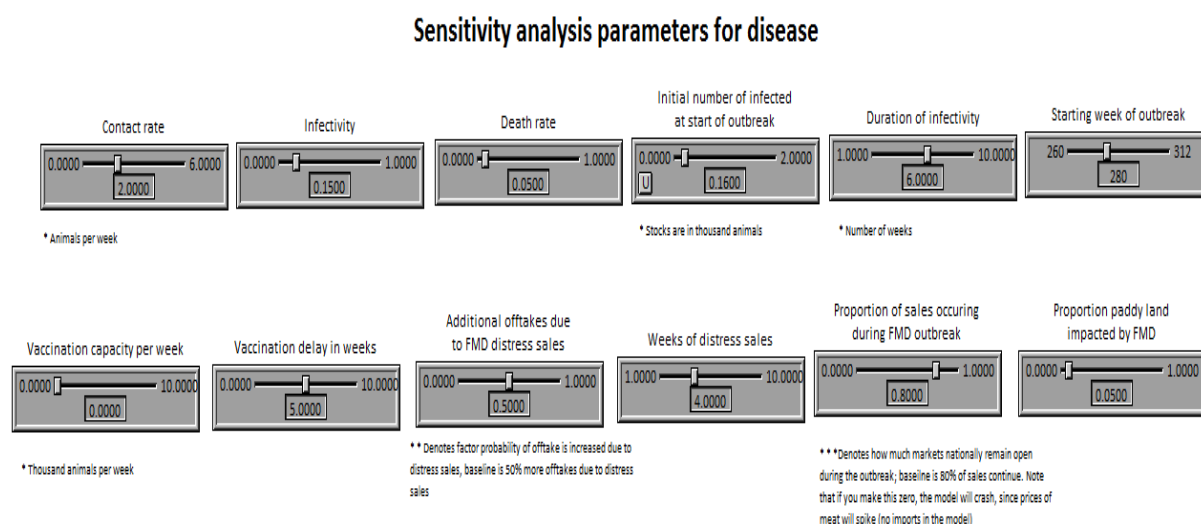 Sensitivity analysis parameters for disease
Contact rate
0.0000 6.0000
2.0000
* Animals per week
Infectivity
0.0000 1.0000
0.1500
Death rate
0.0000 1.0000
0.0500
Initial number of infected
at start of outbreak
0.0000 2.0000
U 0.1600
* Stocks are in thousand animals
Duration of infectivity
1.0000 10.0000
6.0000
* Number of weeks
Starting week of outbreak
260 312
280
Vaccination capacity per week
0.0000 10.0000
0.0000
* Thousand animals per week
Vaccination delay in weeks
0.0000 10.0000
5.0000
Additional offtakes due
to FMD distress sales
0.0000 1.0000
0.5000
* * Denotes factor probability of offtake is increased due to
distress sales, baseline is 50% more offtakes due to distress
sales
Weeks of distress sales
1.0000 10.0000
4.0000
Proportion of sales occuring
during FMD outbreak
0.0000 1.0000
0.8000
* * *Denotes how much markets nationally remain open
during the outbreak; baseilne is 80% of sales continue. Note
that if you make this zero, the model will crash, since prices of
meat will spike (no imports in the model)
Proportion paddy land
impacted by FMD
0.0000 1.0000
0.0500